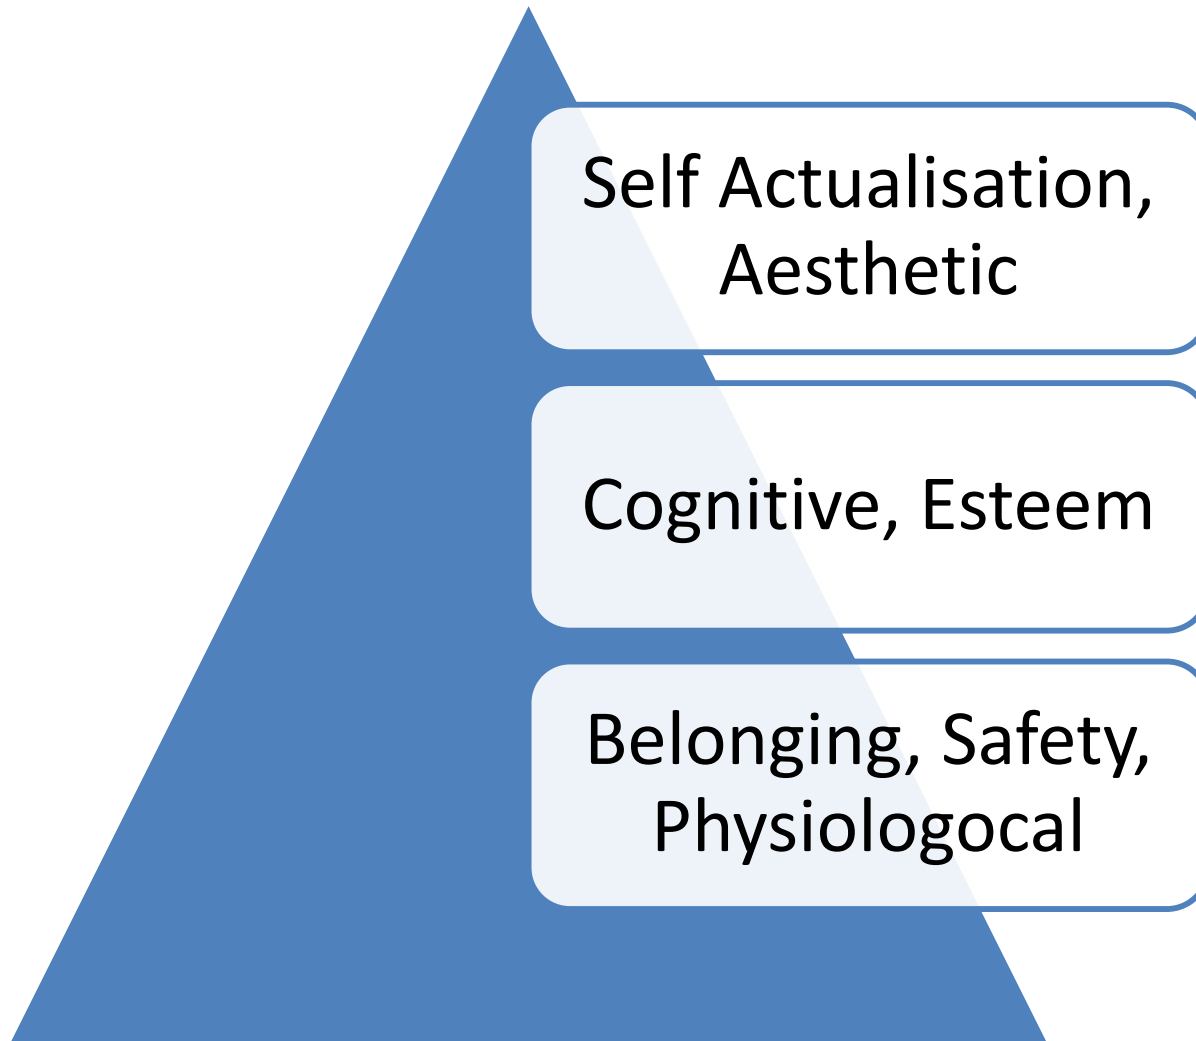 Self Actualisation,
Aesthetic
Cognitive, Esteem
Belonging, Safety,
Physiologocal